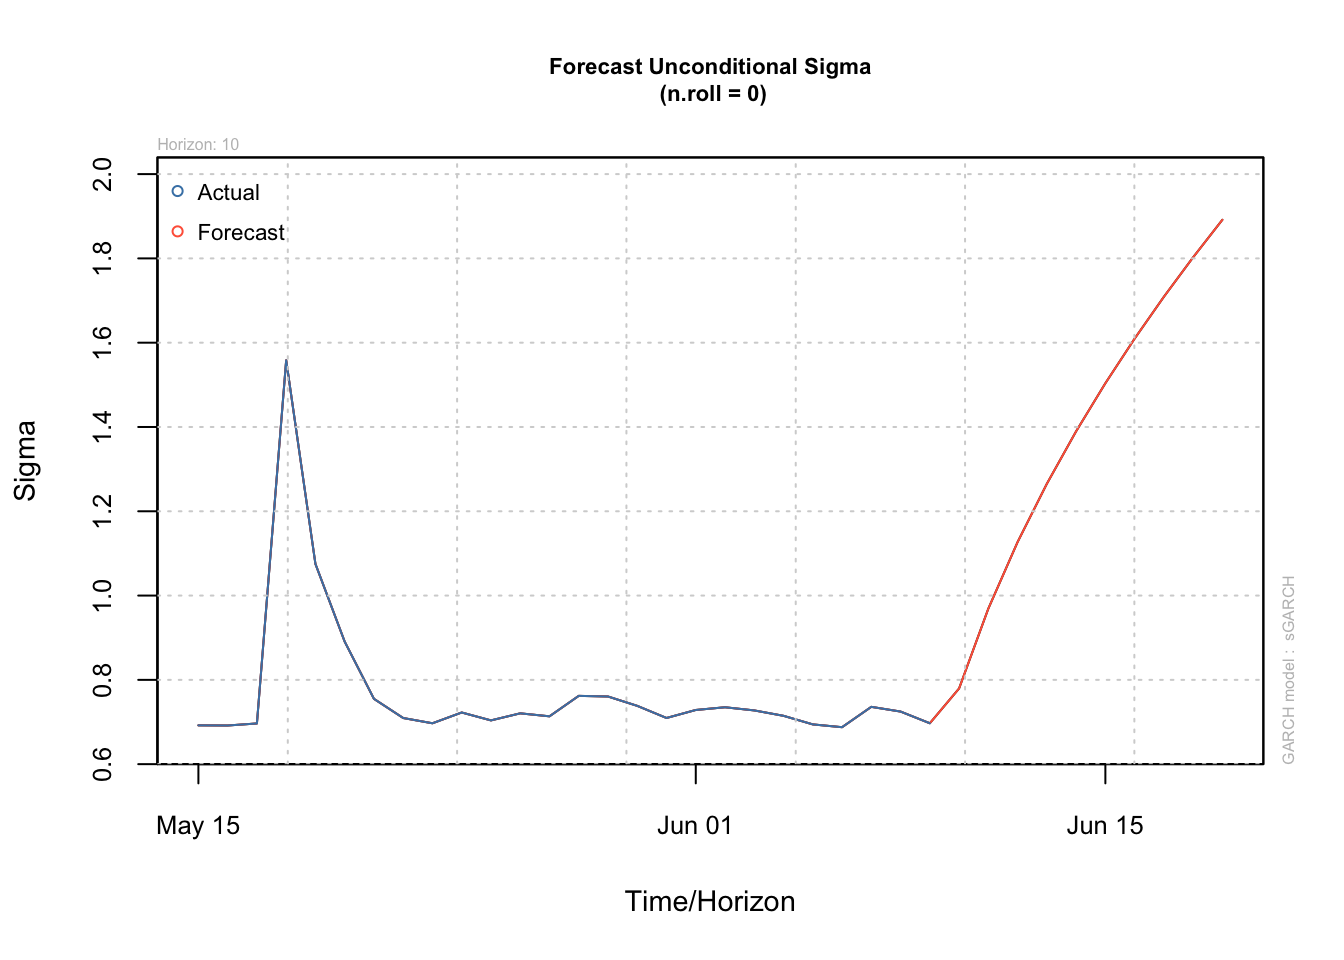 Forecast Unconditional Sigma
(n.roll = 0)
Horizon: 10
Actual
Forecast
2.0
1.8
1.6
1.4
1.2
1.0
0.8
0.6
Sigma
May 15
Jun 01
Jun 15
Time/Horizon
GARCH model : sGARCH